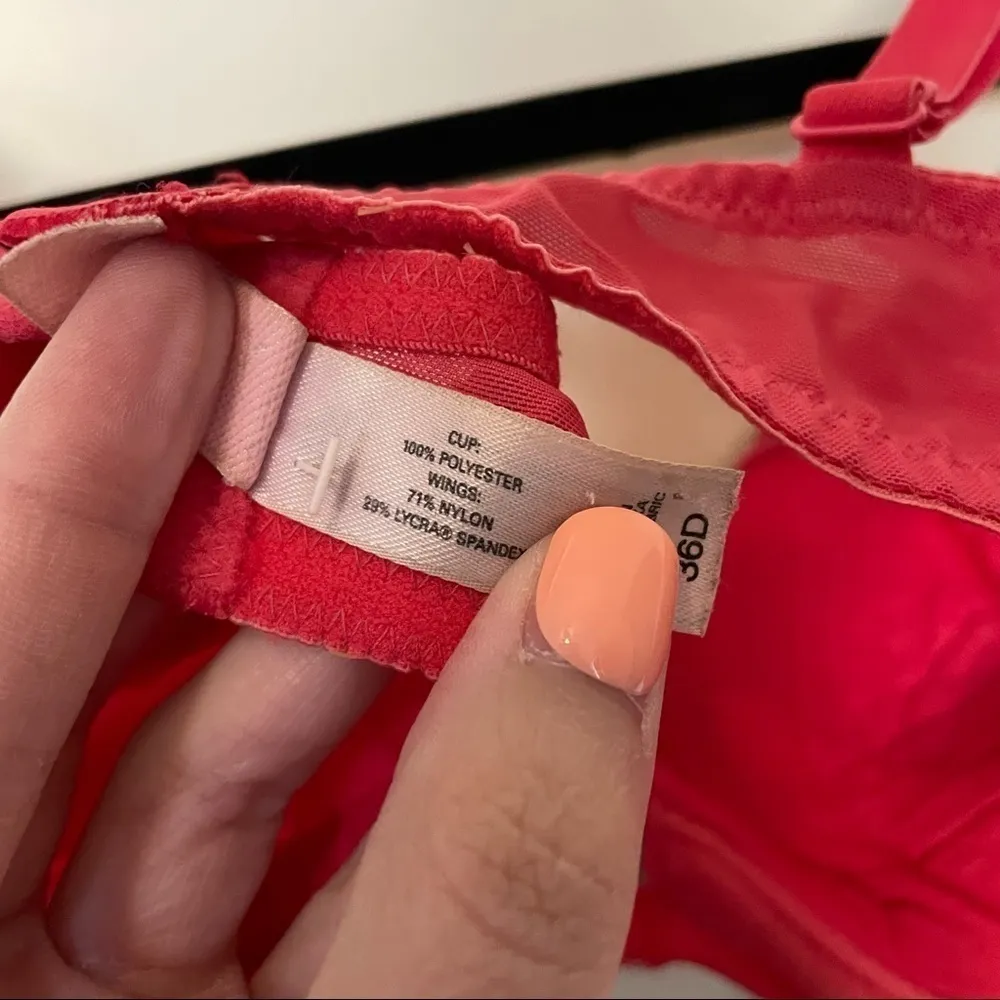 CUP:
100% POLYESTER
WINGS:
71% NYLON
29% LYCRA® SPANDEX
36D